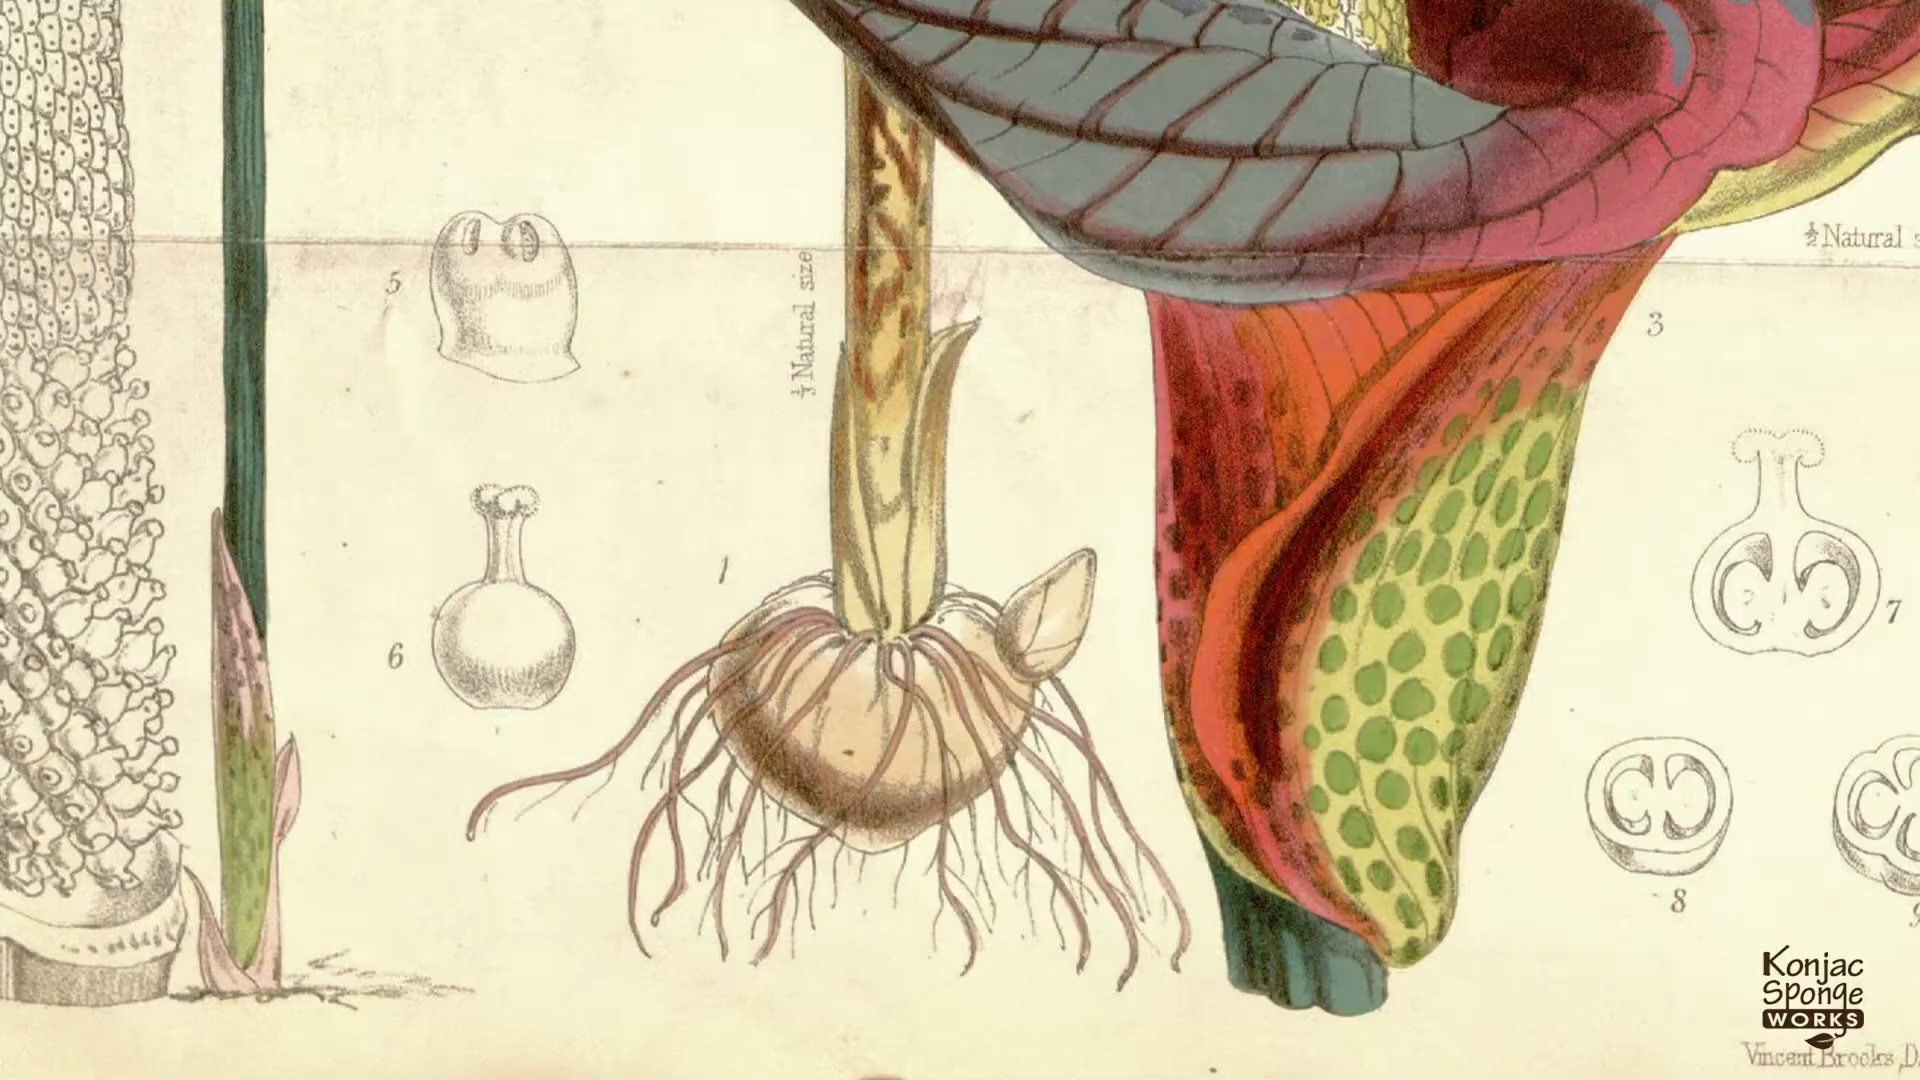 ½ Natural s
5
⅓ Natural size
3
1
6
7
8
9
Konjac
Sponge
WORKS
Vincent Brooks, D